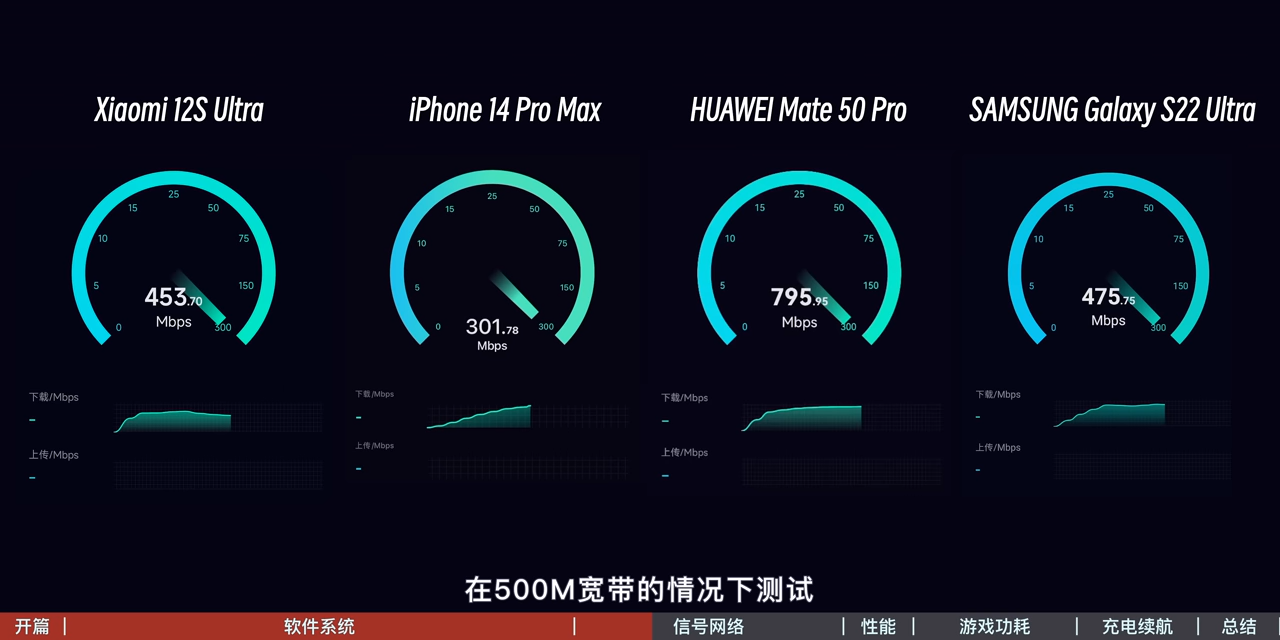 Xiaomi 12S Ultra
iPhone 14 Pro Max
HUAWEI Mate 50 Pro
SAMSUNG Galaxy S22 Ultra
0 5 10 15 25 50 75 150 300
453.70
Mbps
0 5 10 15 25 50 75 150 300
301.78
Mbps
0 5 10 15 25 50 75 150 300
795.95
Mbps
0 5 10 15 25 50 75 150 300
475.75
Mbps
下载/Mbps
上传/Mbps
下载/Mbps
上传/Mbps
下载/Mbps
上传/Mbps
下载/Mbps
上传/Mbps
在500M宽带的情况下测试
开篇 | 软件系统 | 信号网络 | 性能 | 游戏功耗 | 充电续航 | 总结